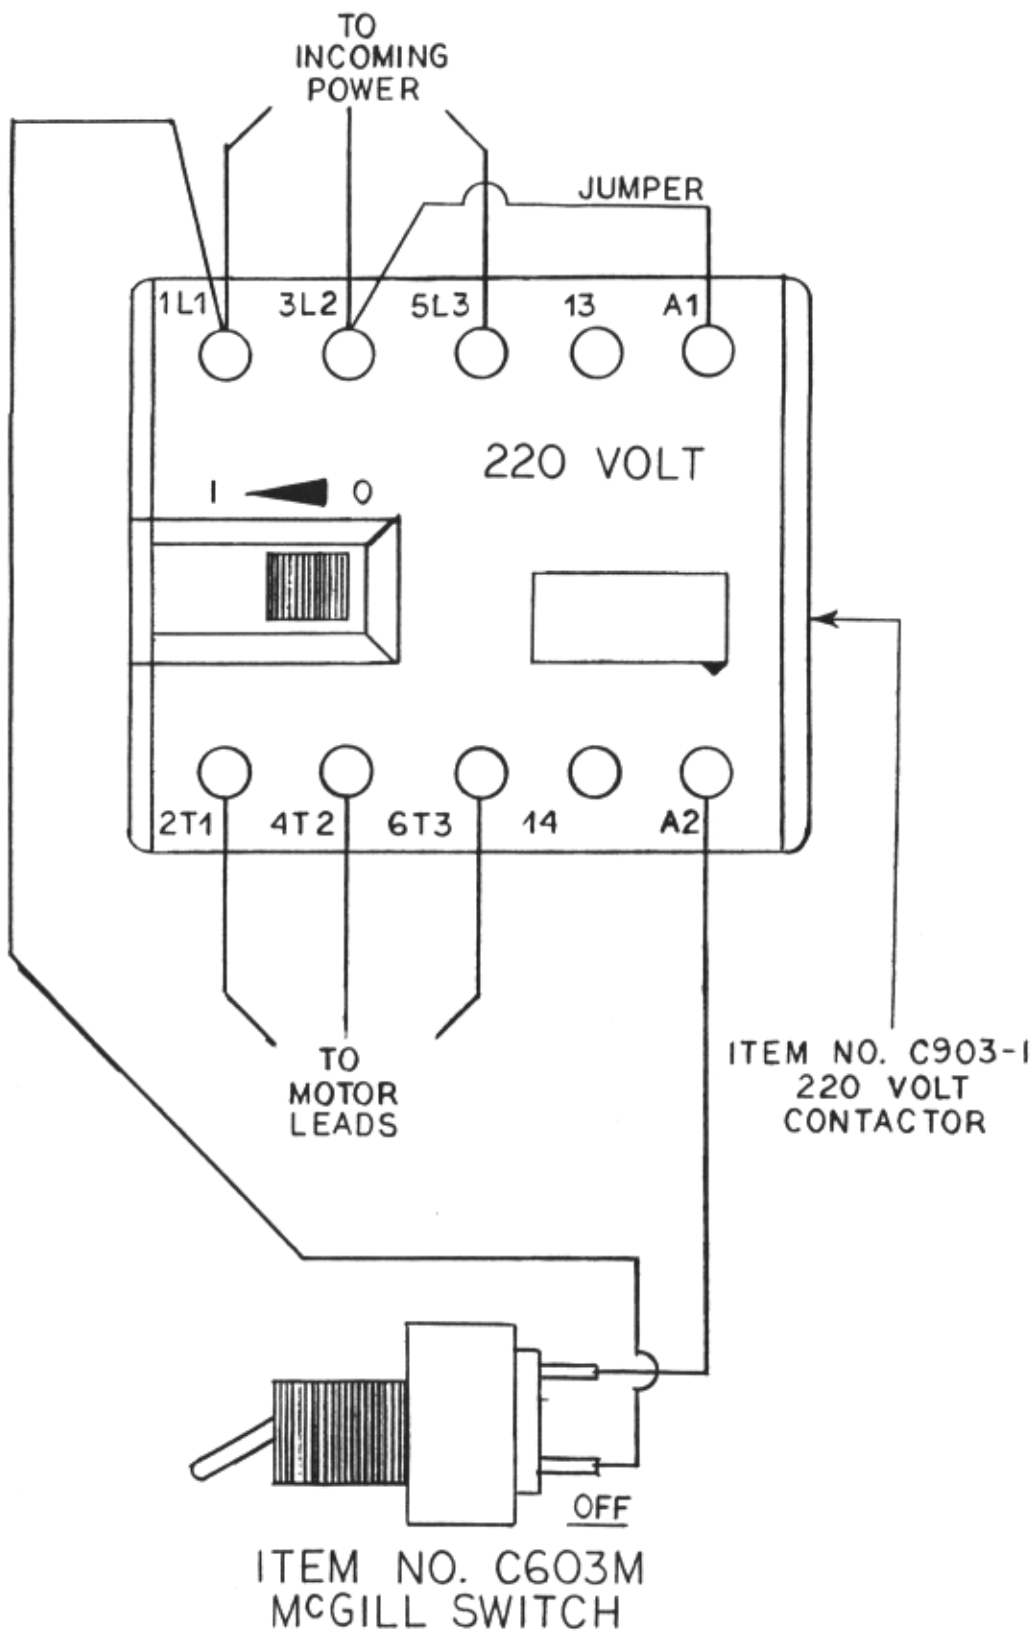 TO
INCOMING
POWER
JUMPER
1L1 3L2 5L3 13 A1
220 VOLT
I O
2T1 4T2 6T3 14 A2
TO
MOTOR
LEADS
ITEM NO. C903-1
220 VOLT
CONTACTOR
OFF
ITEM NO. C603M
McGILL SWITCH